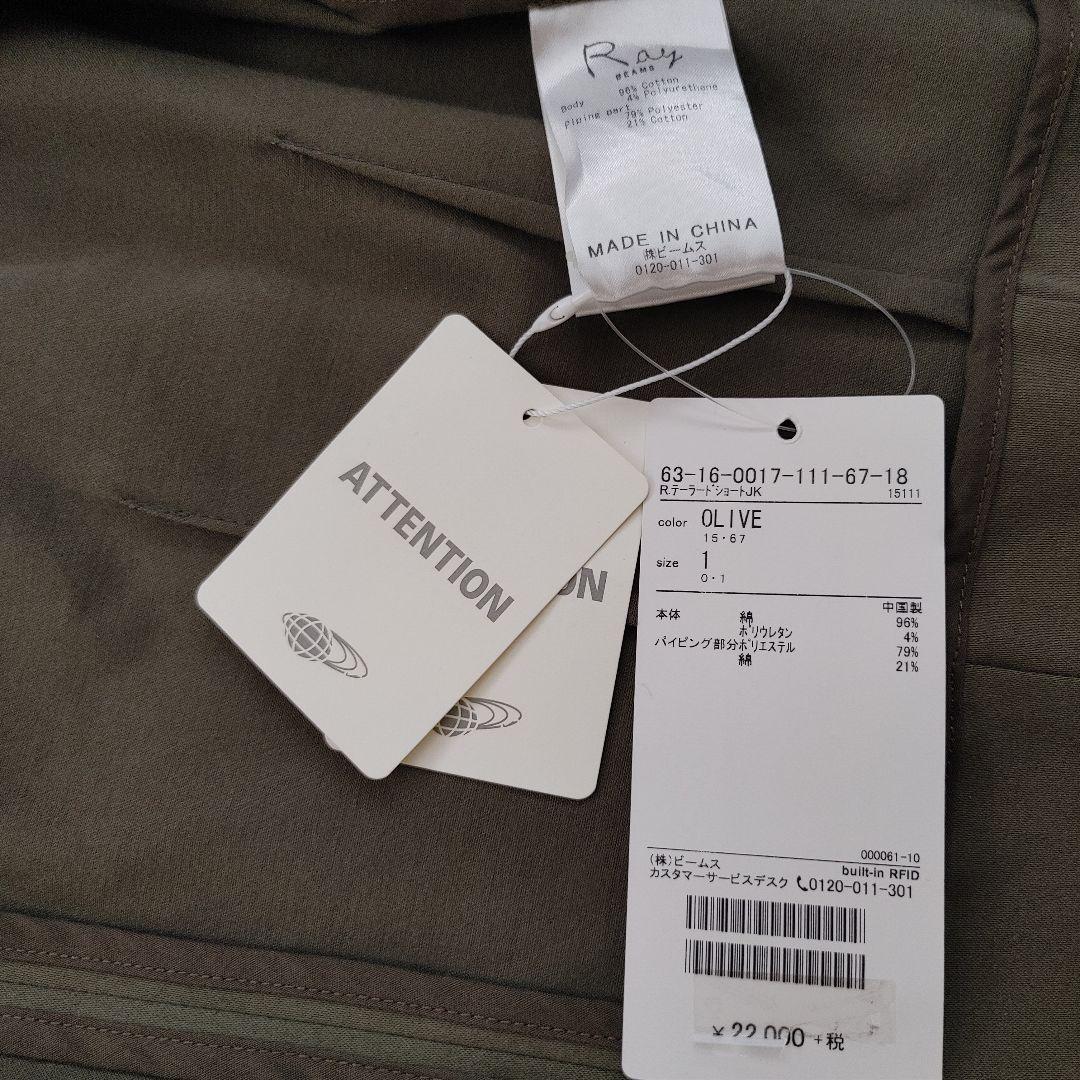 Ray
BEAMS
Body 96% Cotton
4% Polyurethane
Piping part 79% Polyester
21% Cotton
MADE IN CHINA
㈱ビームス
0120-011-301
ATTENTION
ON
63-16-0017-111-67-18
R.テーラードショートJK 15111
color OLIVE
15・67
size 1
0・1
中国製
本体 綿 96%
ポリウレタン 4%
パイピング部分ポリエステル 79%
綿 21%
000061-10
(株)ビームス built-in RFID
カスタマーサービスデスク 0120-011-301
¥22,000 +税